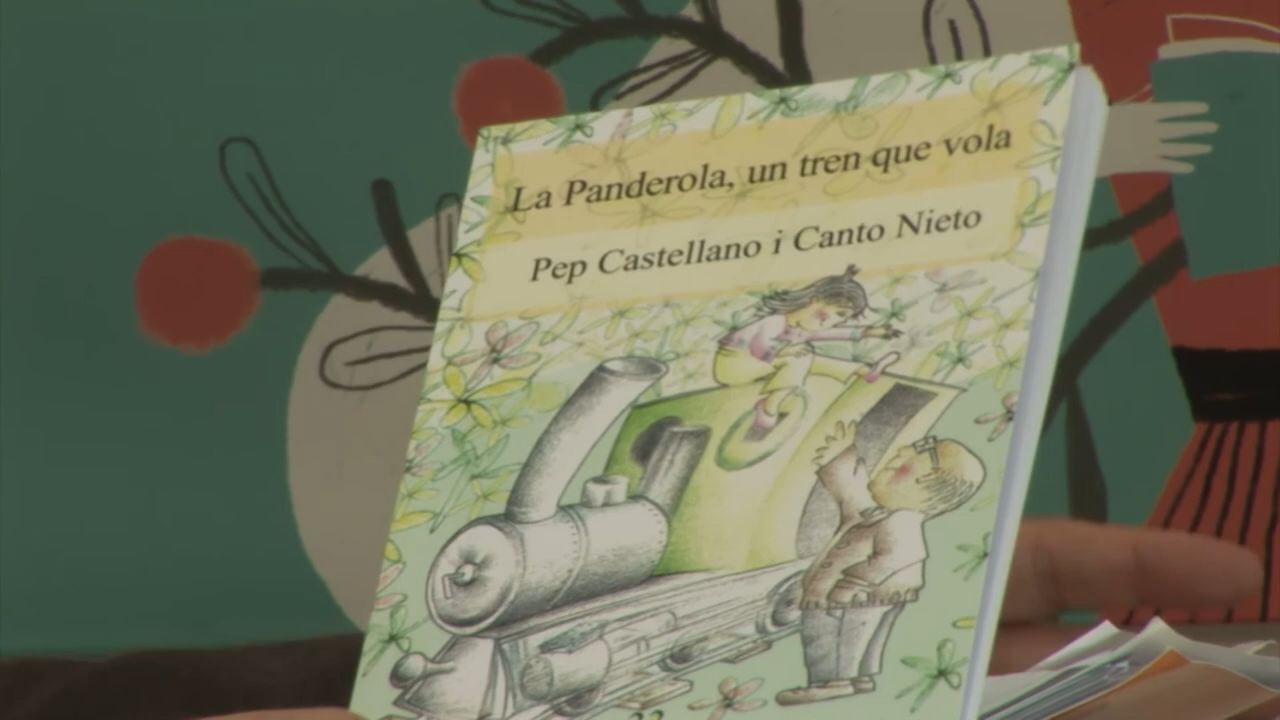 La Panderola, un tren que vola
Pep Castellano i Canto Nieto